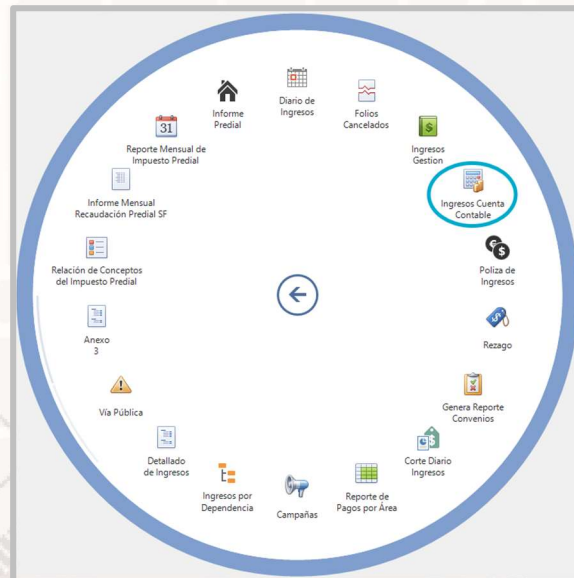 Diario de
Ingresos
Folios
Cancelados
Ingresos
Gestion
Ingresos Cuenta
Contable
Poliza de
Ingresos
Rezago
Genera Reporte
Convenios
Corte Diario
Ingresos
Reporte de
Pagos por Área
Campañas
Ingresos por
Dependencia
Detallado
de Ingresos
Vía Pública
Anexo
3
Relación de Conceptos
del Impuesto Predial
Informe Mensual
Recaudación Predial SF
31
Reporte Mensual de
Impuesto Predial
Informe
Predial